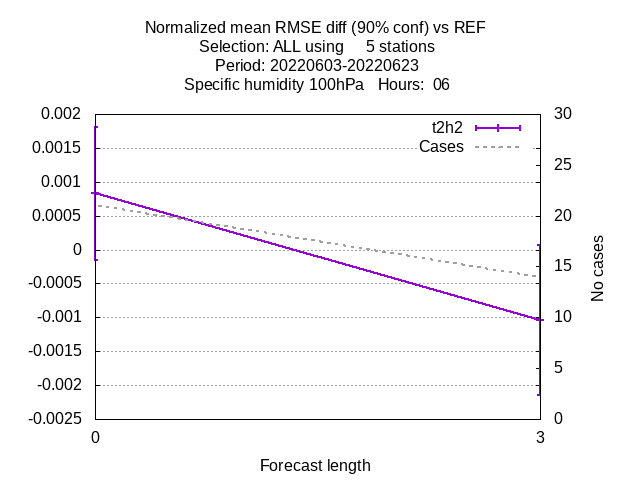 Normalized mean RMSE diff (90% conf) vs REF
Selection: ALL using     5 stations
Period: 20220603-20220623
Specific humidity 100hPa   Hours:  06
t2h2
Cases
0.002
0.0015
0.001
0.0005
0
-0.0005
-0.001
-0.0015
-0.002
-0.0025
30
25
20
15
10
5
0
No cases
0
3
Forecast length